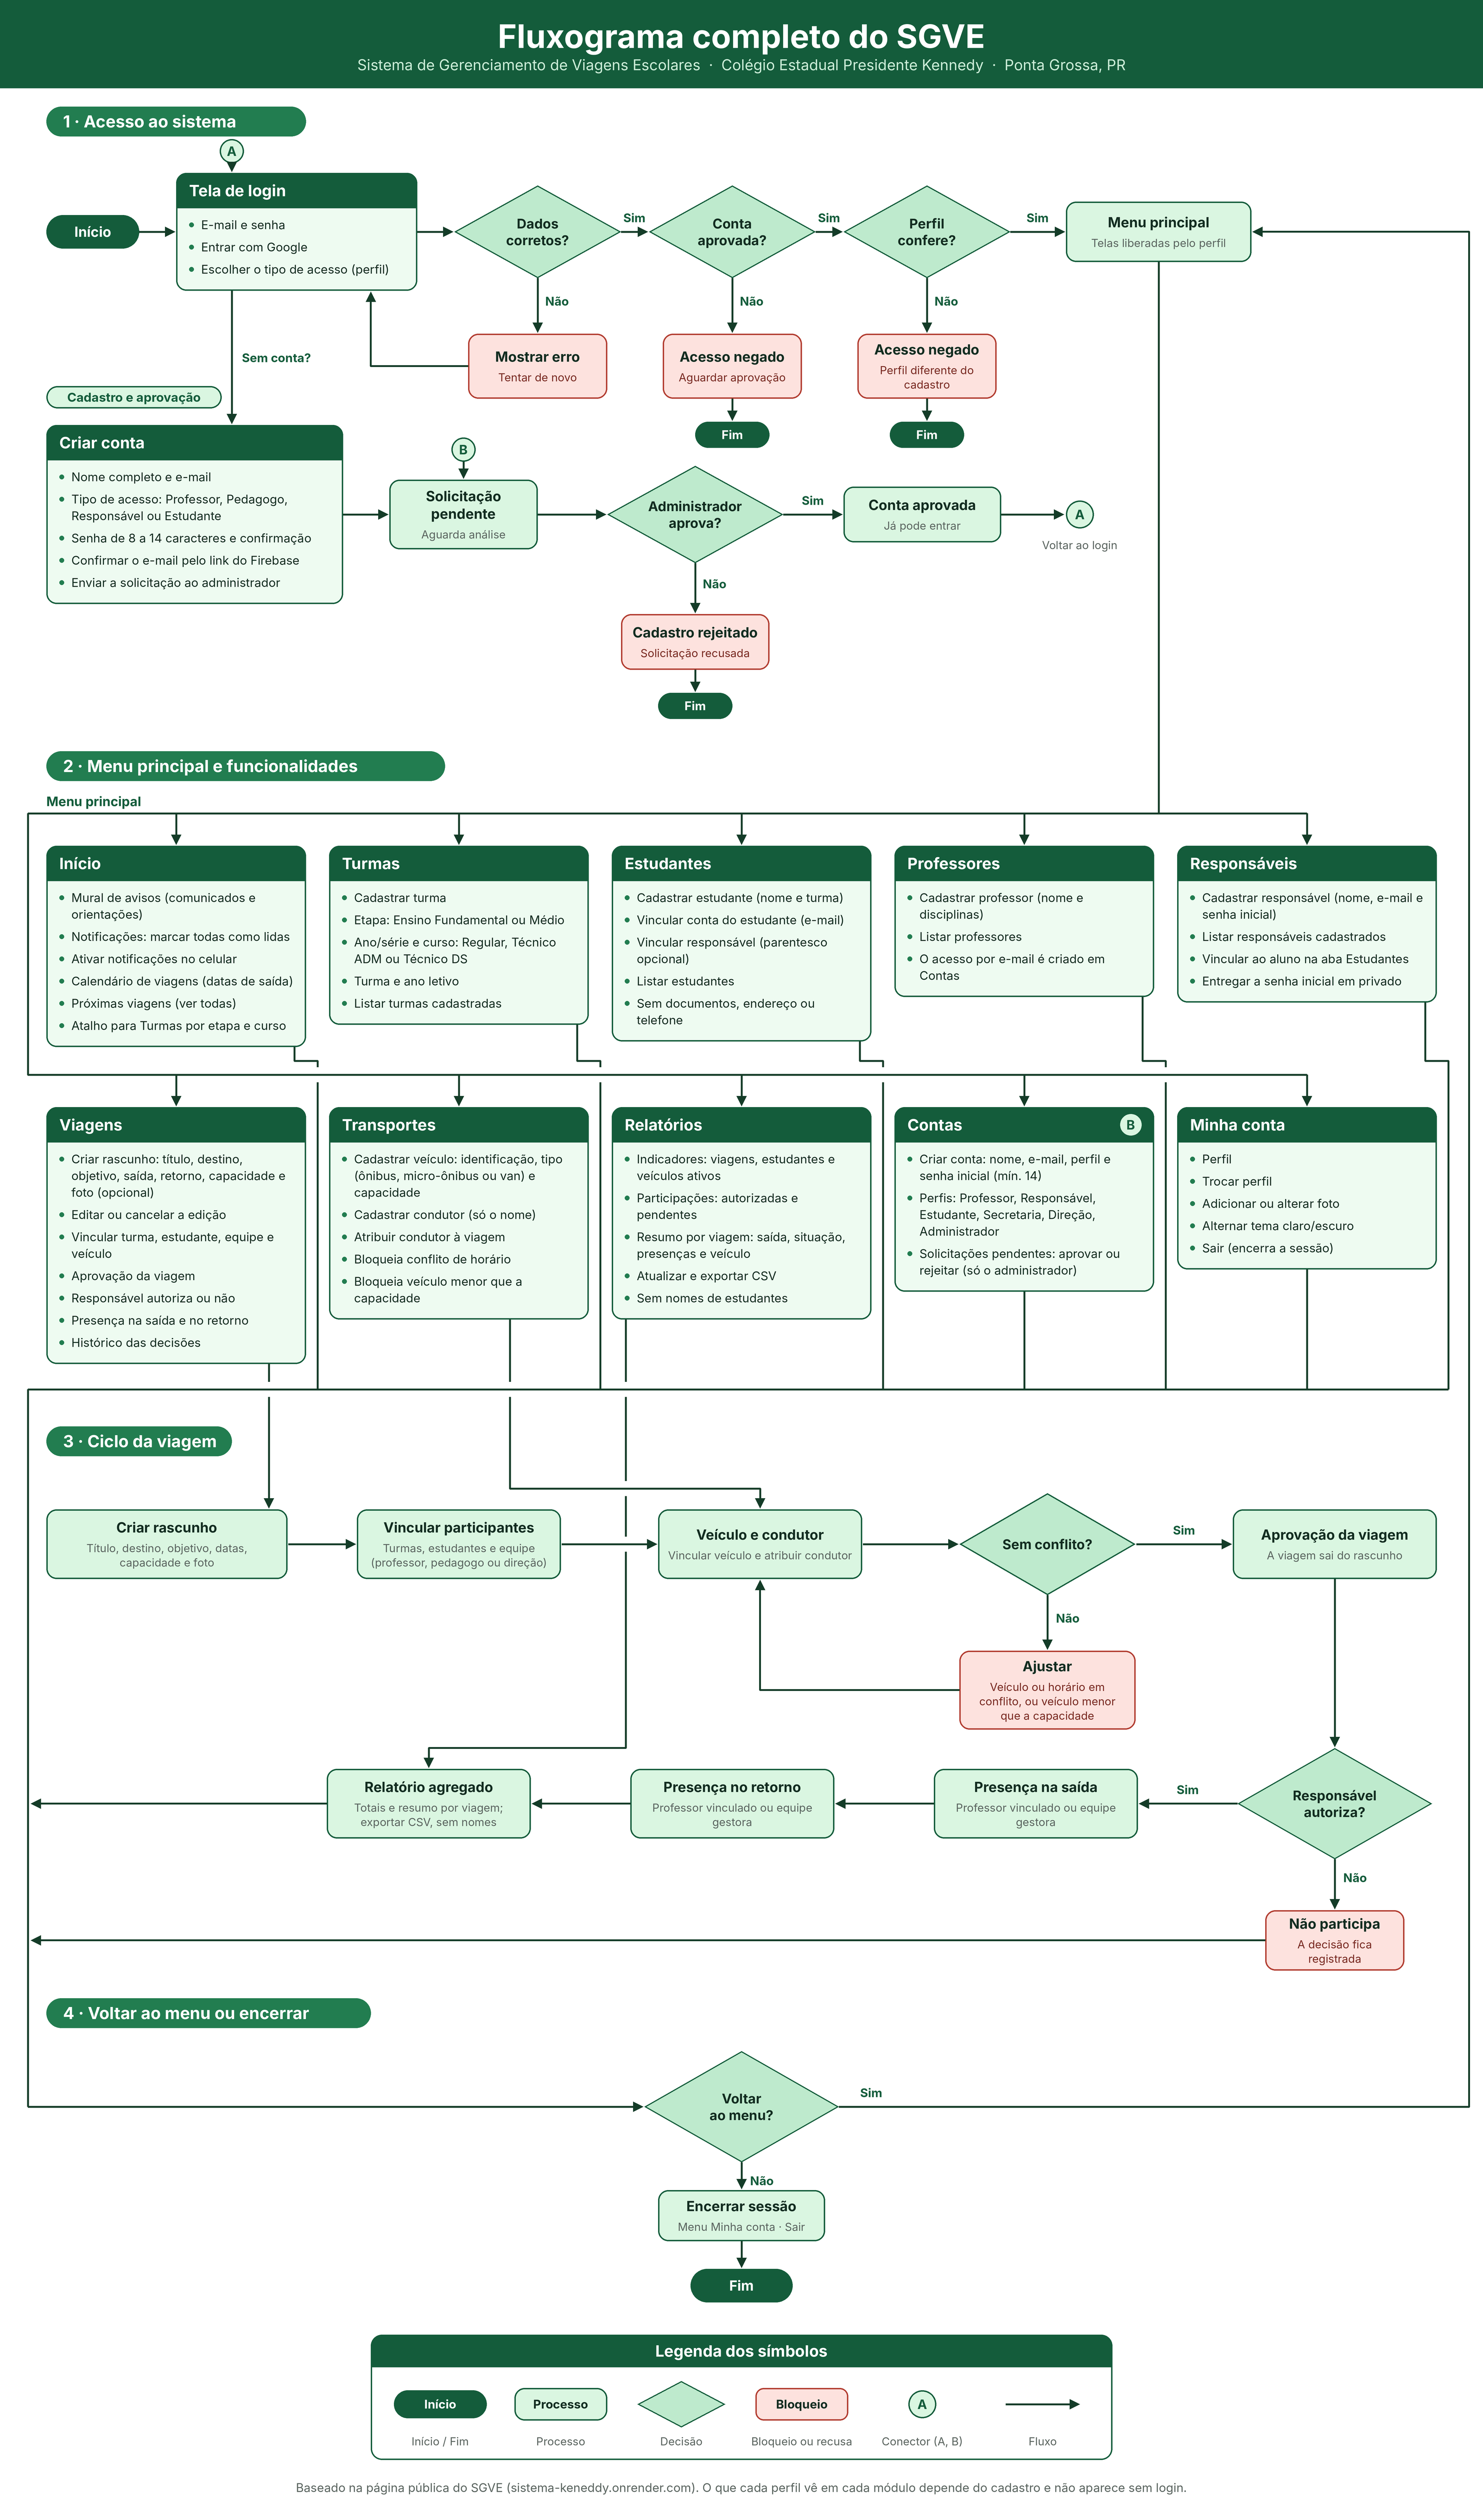 Fluxograma completo do SGVE
Sistema de Gerenciamento de Viagens Escolares · Colégio Estadual Presidente Kennedy · Ponta Grossa, PR
1 · Acesso ao sistema
A
Tela de login
E-mail e senha
Entrar com Google
Escolher o tipo de acesso (perfil)
Início
Dados
corretos?
Sim
Conta
aprovada?
Sim
Perfil
confere?
Sim
Menu principal
Telas liberadas pelo perfil
Não
Não
Não
Mostrar erro
Tentar de novo
Acesso negado
Aguardar aprovação
Acesso negado
Perfil diferente do
cadastro
Sem conta?
Fim
Fim
Cadastro e aprovação
Criar conta
Nome completo e e-mail
Tipo de acesso: Professor, Pedagogo,
Responsável ou Estudante
Senha de 8 a 14 caracteres e confirmação
Confirmar o e-mail pelo link do Firebase
Enviar a solicitação ao administrador
B
Solicitação
pendente
Aguarda análise
Administrador
aprova?
Sim
Conta aprovada
Já pode entrar
A
Voltar ao login
Não
Cadastro rejeitado
Solicitação recusada
Fim
2 · Menu principal e funcionalidades
Menu principal
Início
Mural de avisos (comunicados e
orientações)
Notificações: marcar todas como lidas
Ativar notificações no celular
Calendário de viagens (datas de saída)
Próximas viagens (ver todas)
Atalho para Turmas por etapa e curso
Turmas
Cadastrar turma
Etapa: Ensino Fundamental ou Médio
Ano/série e curso: Regular, Técnico
ADM ou Técnico DS
Turma e ano letivo
Listar turmas cadastradas
Estudantes
Cadastrar estudante (nome e turma)
Vincular conta do estudante (e-mail)
Vincular responsável (parentesco
opcional)
Listar estudantes
Sem documentos, endereço ou
telefone
Professores
Cadastrar professor (nome e
disciplinas)
Listar professores
O acesso por e-mail é criado em
Contas
Responsáveis
Cadastrar responsável (nome, e-mail e
senha inicial)
Listar responsáveis cadastrados
Vincular ao aluno na aba Estudantes
Entregar a senha inicial em privado
Viagens
Criar rascunho: título, destino,
objetivo, saída, retorno, capacidade e
foto (opcional)
Editar ou cancelar a edição
Vincular turma, estudante, equipe e
veículo
Aprovação da viagem
Responsável autoriza ou não
Presença na saída e no retorno
Histórico das decisões
Transportes
Cadastrar veículo: identificação, tipo
(ônibus, micro-ônibus ou van) e
capacidade
Cadastrar condutor (só o nome)
Atribuir condutor à viagem
Bloqueia conflito de horário
Bloqueia veículo menor que a
capacidade
Relatórios
Indicadores: viagens, estudantes e
veículos ativos
Participações: autorizadas e
pendentes
Resumo por viagem: saída, situação,
presenças e veículo
Atualizar e exportar CSV
Sem nomes de estudantes
Contas
B
Criar conta: nome, e-mail, perfil e
senha inicial (mín. 14)
Perfis: Professor, Responsável,
Estudante, Secretaria, Direção,
Administrador
Solicitações pendentes: aprovar ou
rejeitar (só o administrador)
Minha conta
Perfil
Trocar perfil
Adicionar ou alterar foto
Alternar tema claro/escuro
Sair (encerra a sessão)
3 · Ciclo da viagem
Criar rascunho
Título, destino, objetivo, datas,
capacidade e foto
Vincular participantes
Turmas, estudantes e equipe
(professor, pedagogo ou direção)
Veículo e condutor
Vincular veículo e atribuir condutor
Sem conflito?
Sim
Aprovação da viagem
A viagem sai do rascunho
Não
Ajustar
Veículo ou horário em
conflito, ou veículo menor
que a capacidade
Relatório agregado
Totais e resumo por viagem;
exportar CSV, sem nomes
Presença no retorno
Professor vinculado ou equipe
gestora
Presença na saída
Professor vinculado ou equipe
gestora
Sim
Responsável
autoriza?
Não
Não participa
A decisão fica
registrada
4 · Voltar ao menu ou encerrar
Voltar
ao menu?
Sim
Não
Encerrar sessão
Menu Minha conta · Sair
Fim
Legenda dos símbolos
Início
Processo
Bloqueio
A
Início / Fim
Processo
Decisão
Bloqueio ou recusa
Conector (A, B)
Fluxo
Baseado na página pública do SGVE (sistema-keneddy.onrender.com). O que cada perfil vê em cada módulo depende do cadastro e não aparece sem login.